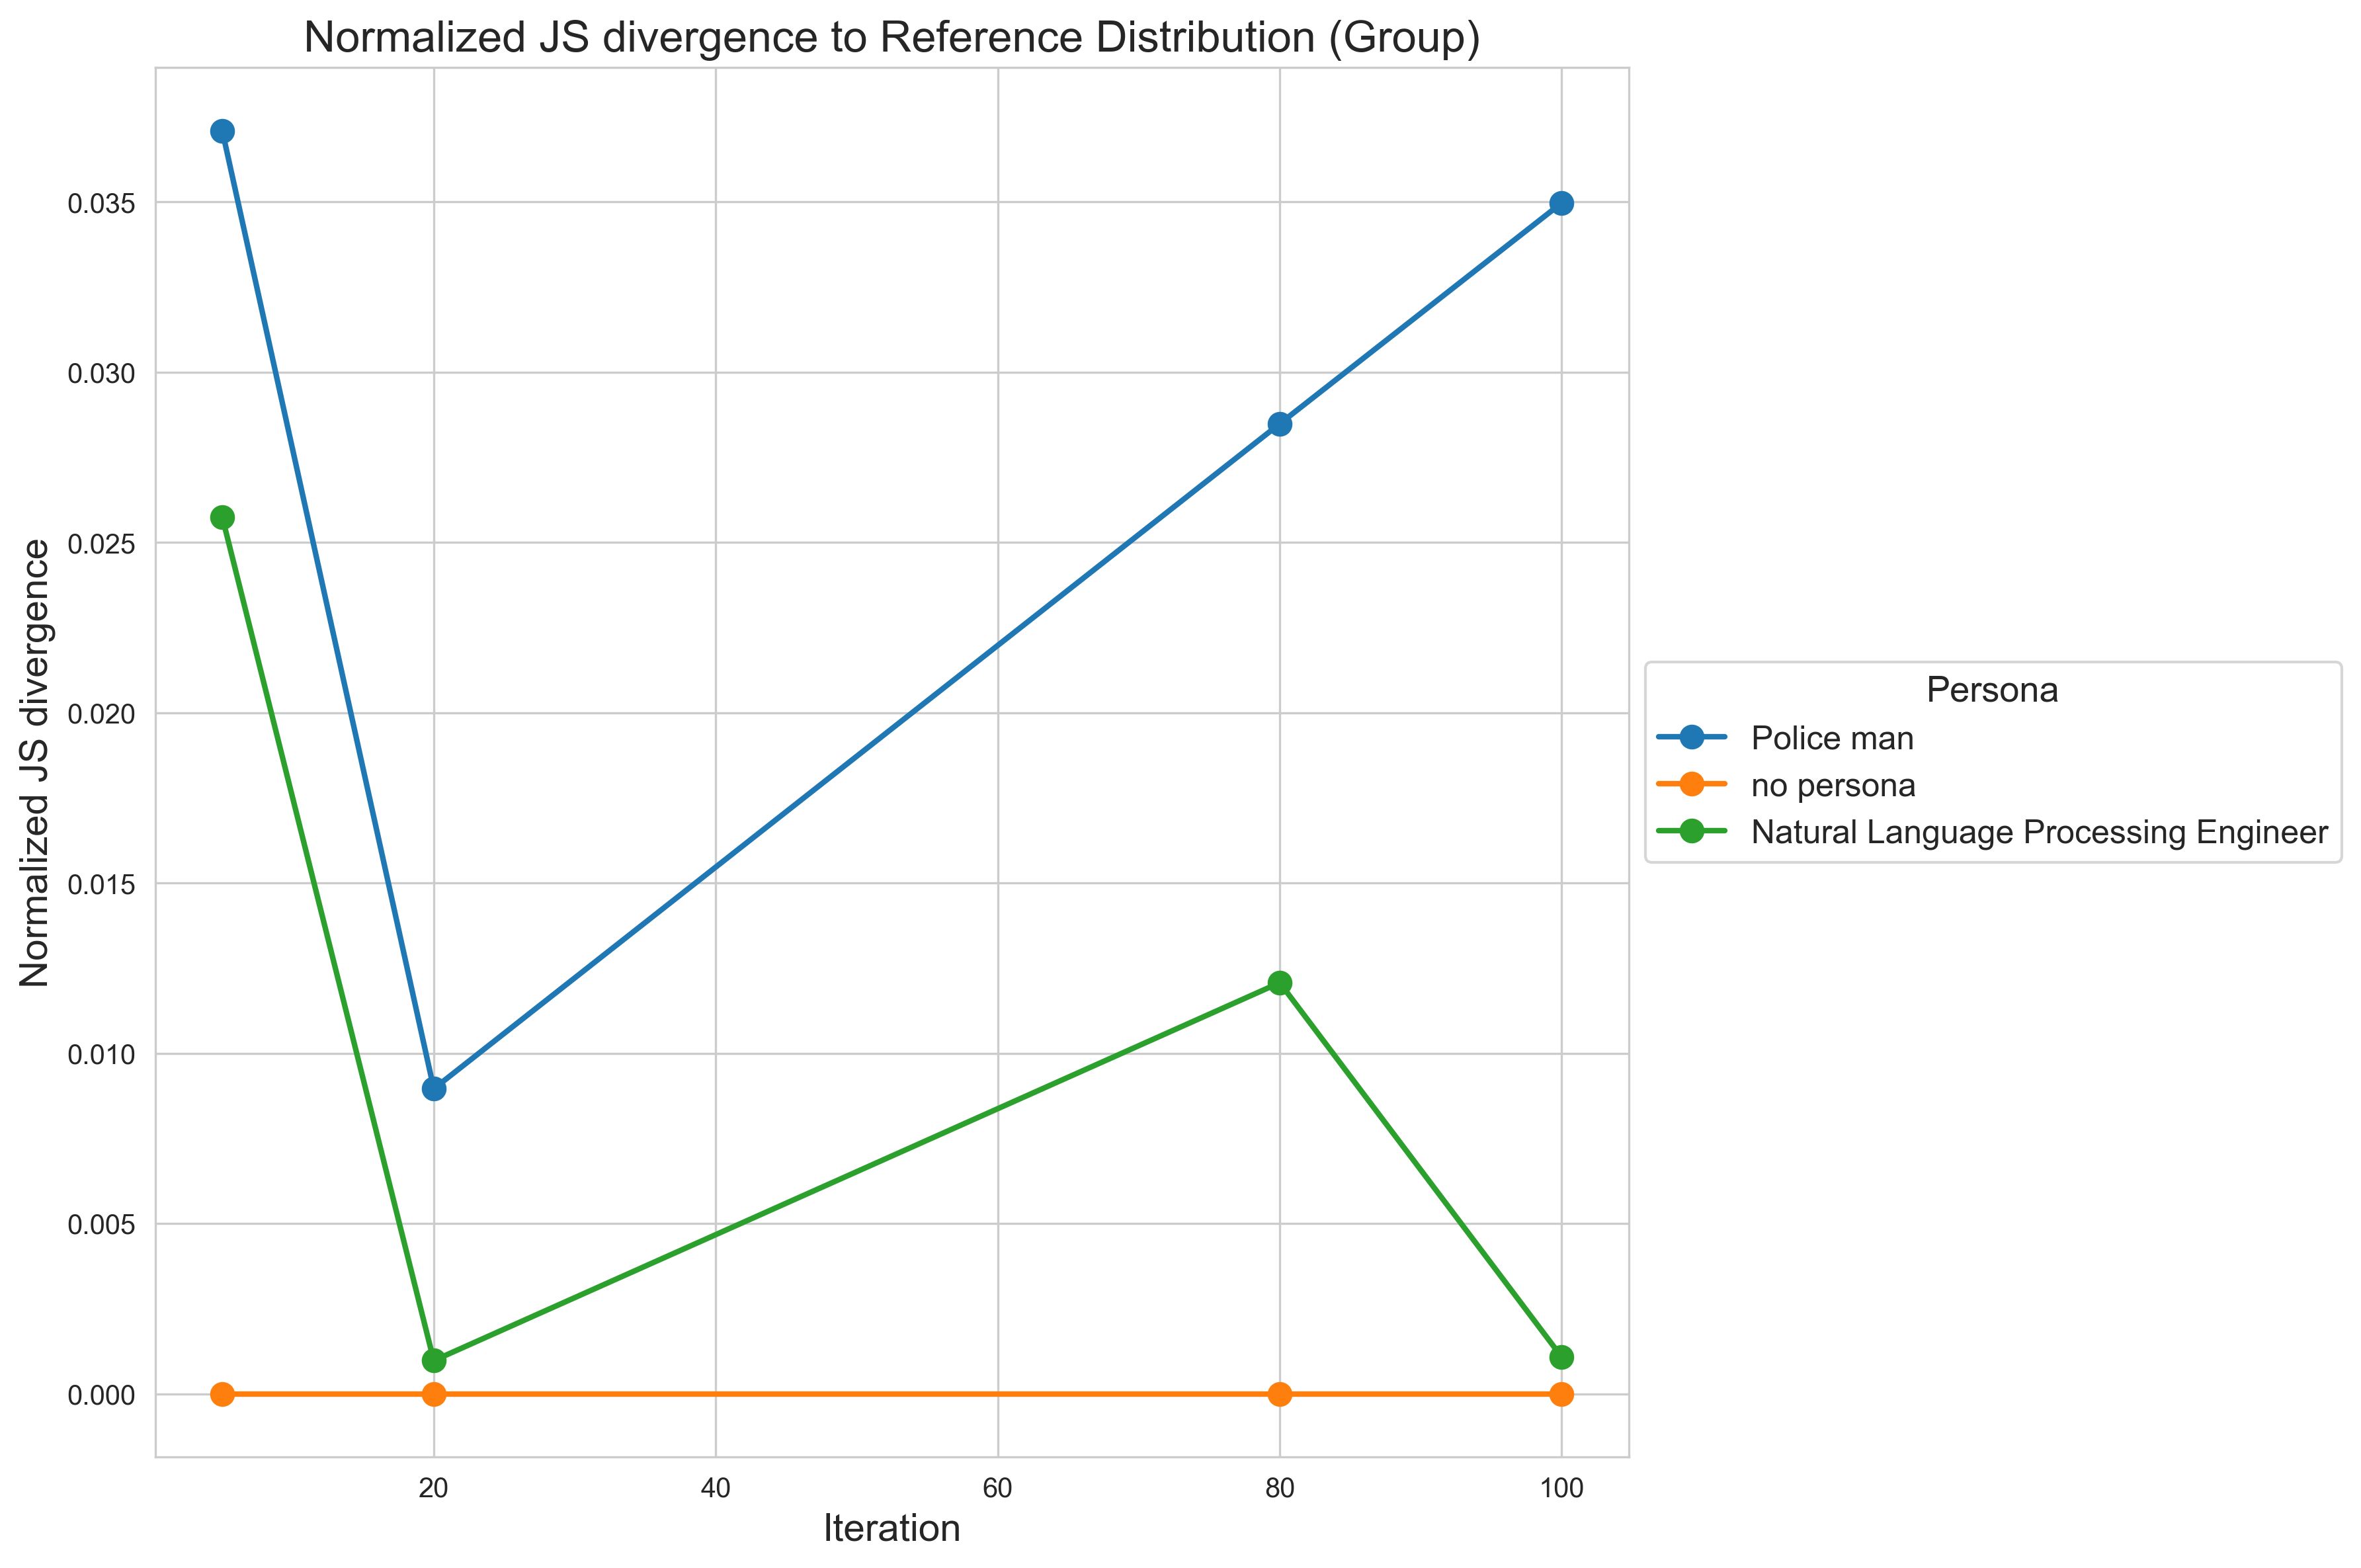 Normalized JS divergence to Reference Distribution (Group)
Normalized JS divergence
0.035
0.030
0.025
0.020
0.015
0.010
0.005
0.000
20 40 60 80 100
Iteration
Persona
Police man
no persona
Natural Language Processing Engineer